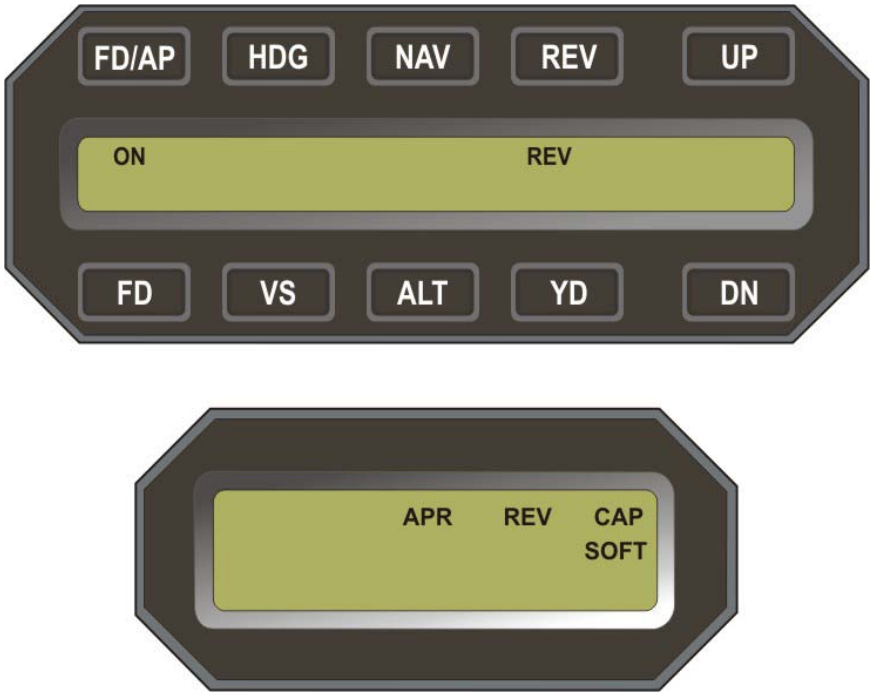 FD/AP HDG NAV REV UP
ON REV
FD VS ALT YD DN
APR REV CAP
SOFT